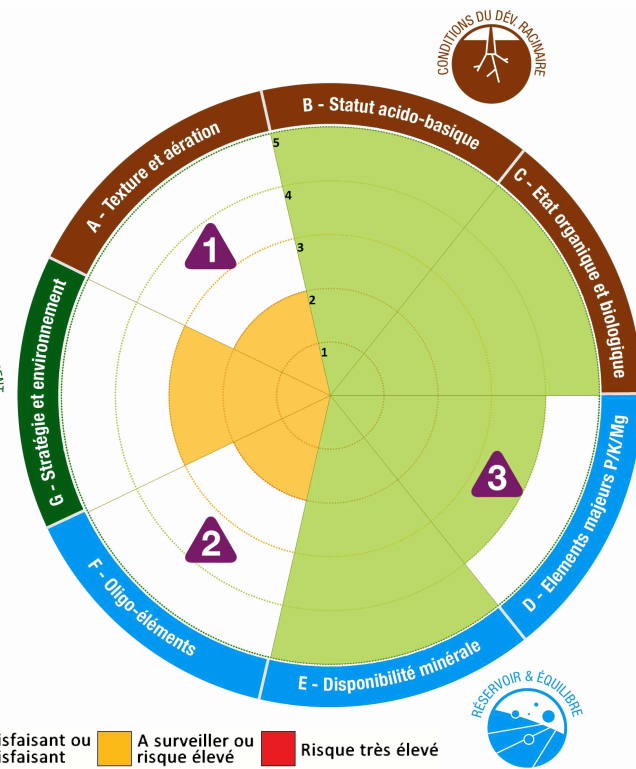 CONDITIONS DU DÉV. RACINAIRE
A - Texture et aération
B - Statut acido-basique
C - Etat organique et biologique
5
4
3
2
1
1
G - Stratégie et environnement
3
D - Elements majeurs P/K/Mg
2
F - Oligo-éléments
E - Disponibilité minérale
RÉSERVOIR & ÉQUILIBRE
A surveiller ou
risque élevé
Risque très élevé